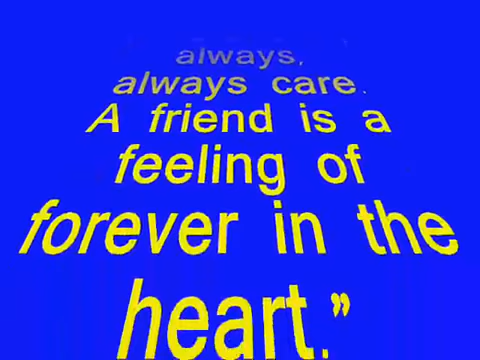 always,
always care.
A friend is a
feeling of
forever in the
heart.”